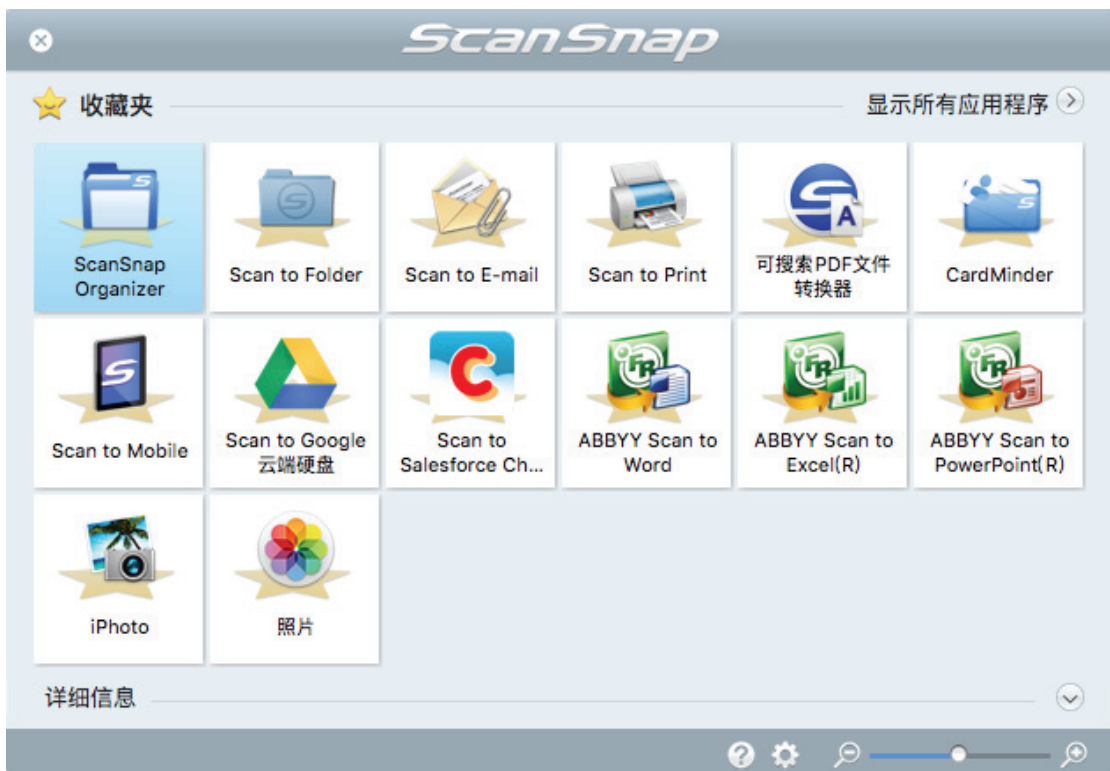 ScanSnap
收藏夹
显示所有应用程序
ScanSnap
Organizer
Scan to Folder
Scan to E-mail
Scan to Print
可搜索PDF文件
转换器
CardMinder
Scan to Mobile
Scan to Google
云端硬盘
Scan to
Salesforce Ch...
ABBYY Scan to
Word
ABBYY Scan to
Excel(R)
ABBYY Scan to
PowerPoint(R)
iPhoto
照片
详细信息